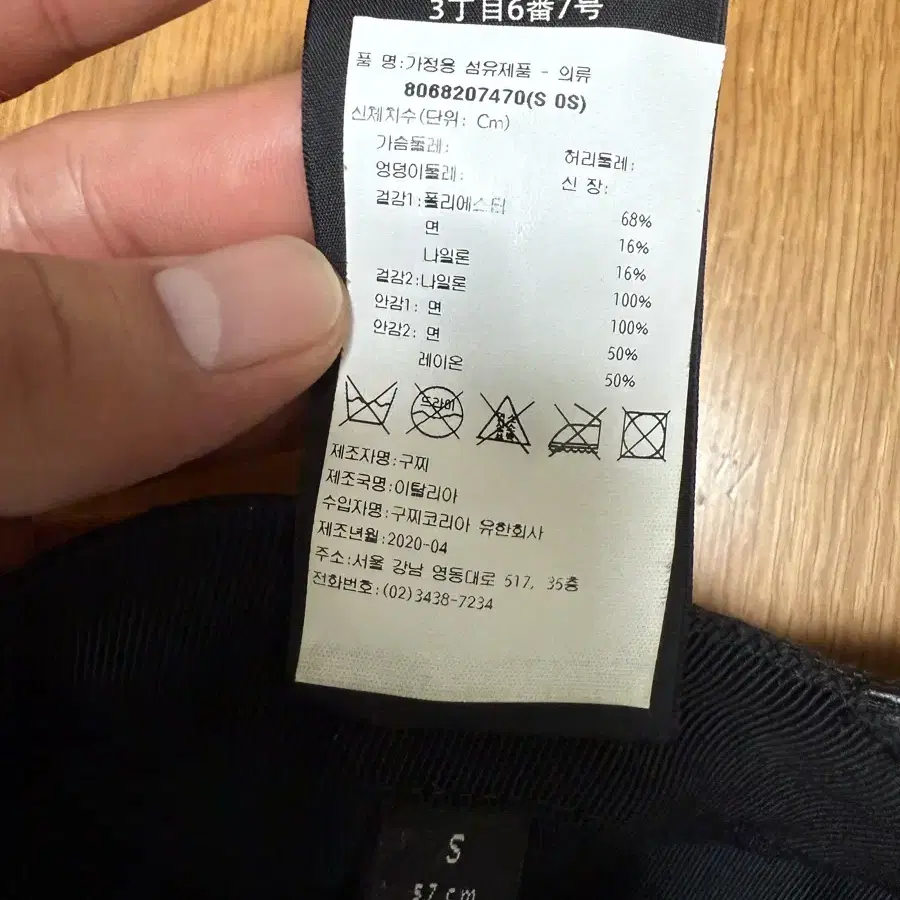 3丁目6番7号
품 명:가정용 섬유제품 - 의류
8068207470(S 0S)
신체치수(단위: Cm)
가슴둘레: 허리둘레:
엉덩이둘레: 신 장:
겉감1:폴리에스터 68%
면 16%
나일론 16%
겉감2:나일론 100%
안감1: 면 100%
안감2: 면 50%
레이온 50%
드라이
제조자명:구찌
제조국명:이탈리아
수입자명:구찌코리아 유한회사
제조년월:2020-04
주소:서울 강남 영동대로 517, 35층
전화번호:(02)3438-7234
S
57 cm